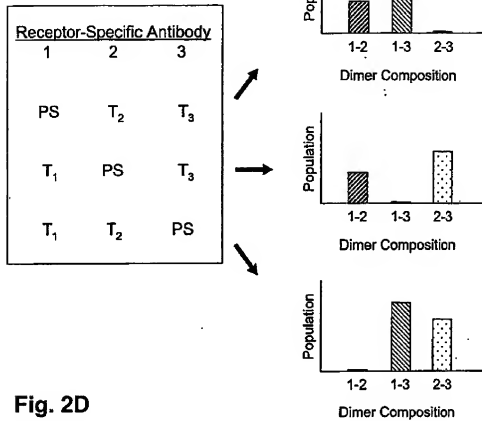 Receptor-Specific Antibody
1 2 3
PS T₂ T₃
T₁ PS T₃
T₁ T₂ PS
1-2 1-3 2-3
Dimer Composition
Population
1-2 1-3 2-3
Dimer Composition
Population
1-2 1-3 2-3
Dimer Composition
Fig. 2D